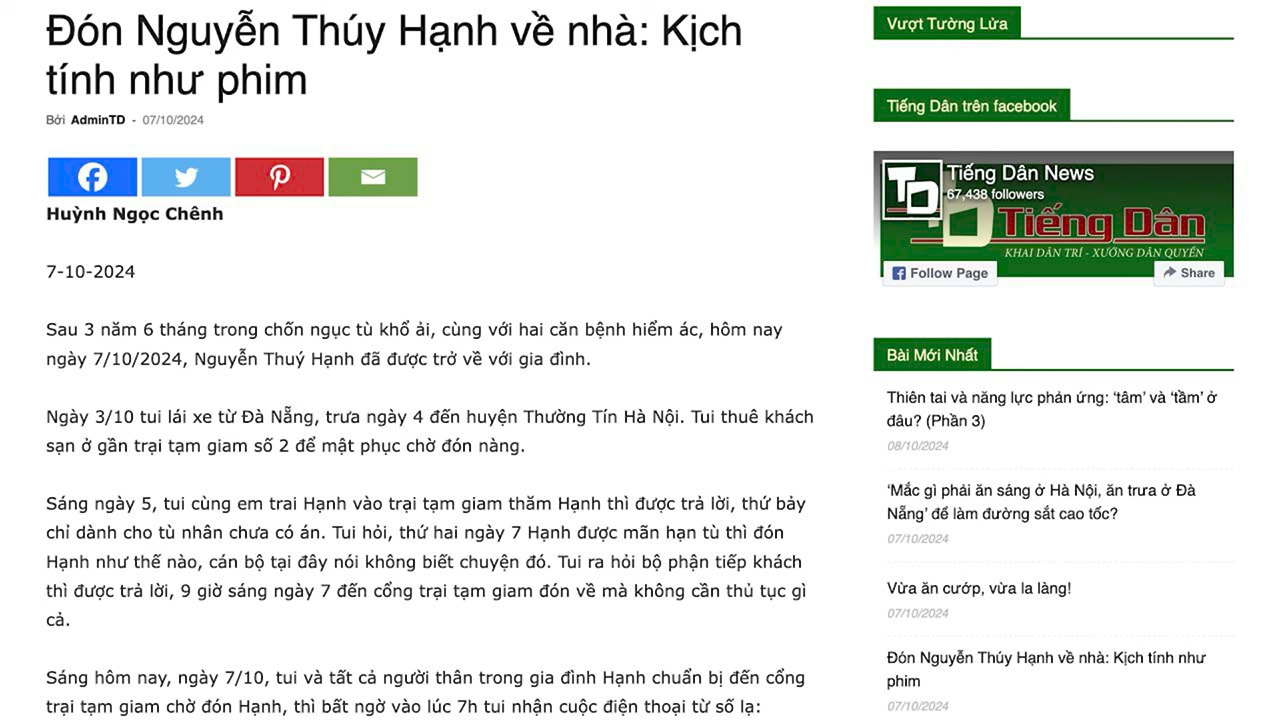 Đón Nguyễn Thúy Hạnh về nhà: Kịch
tính như phim
Bởi AdminTD - 07/10/2024
Huỳnh Ngọc Chênh
7-10-2024
Sau 3 năm 6 tháng trong chốn ngục tù khổ ải, cùng với hai căn bệnh hiểm ác, hôm nay
ngày 7/10/2024, Nguyễn Thuý Hạnh đã được trở về với gia đình.
Ngày 3/10 tui lái xe từ Đà Nẵng, trưa ngày 4 đến huyện Thường Tín Hà Nội. Tui thuê khách
sạn ở gần trại tạm giam số 2 để mật phục chờ đón nàng.
Sáng ngày 5, tui cùng em trai Hạnh vào trại tạm giam thăm Hạnh thì được trả lời, thứ bảy
chỉ dành cho tù nhân chưa có án. Tui hỏi, thứ hai ngày 7 Hạnh được mãn hạn tù thì đón
Hạnh như thế nào, cán bộ tại đây nói không biết chuyện đó. Tui ra hỏi bộ phận tiếp khách
thì được trả lời, 9 giờ sáng ngày 7 đến cổng trại tạm giam đón về mà không cần thủ tục gì
cả.
Sáng hôm nay, ngày 7/10, tui và tất cả người thân trong gia đình Hạnh chuẩn bị đến cổng
trại tạm giam chờ đón Hạnh, thì bất ngờ vào lúc 7h tui nhận cuộc điện thoại từ số lạ:
Vượt Tường Lửa
Tiếng Dân trên facebook
TD
Tiếng Dân News
67,438 followers
Tiếng Dân
KHAI DÂN TRÍ - XƯỚNG DÂN QUYỀN
Follow Page
Share
Bài Mới Nhất
Thiên tai và năng lực phản ứng: ‘tâm’ và ‘tầm’ ở
đâu? (Phần 3)
08/10/2024
‘Mắc gì phải ăn sáng ở Hà Nội, ăn trưa ở Đà
Nẵng’ để làm đường sắt cao tốc?
07/10/2024
Vừa ăn cướp, vừa la làng!
07/10/2024
Đón Nguyễn Thúy Hạnh về nhà: Kịch tính như
phim
07/10/2024